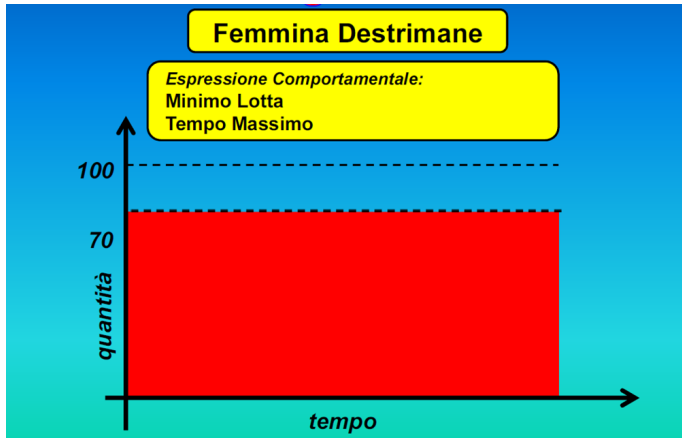 Femmina Destrimane
Espressione Comportamentale:
Minimo Lotta
Tempo Massimo
100
70
quantità
tempo